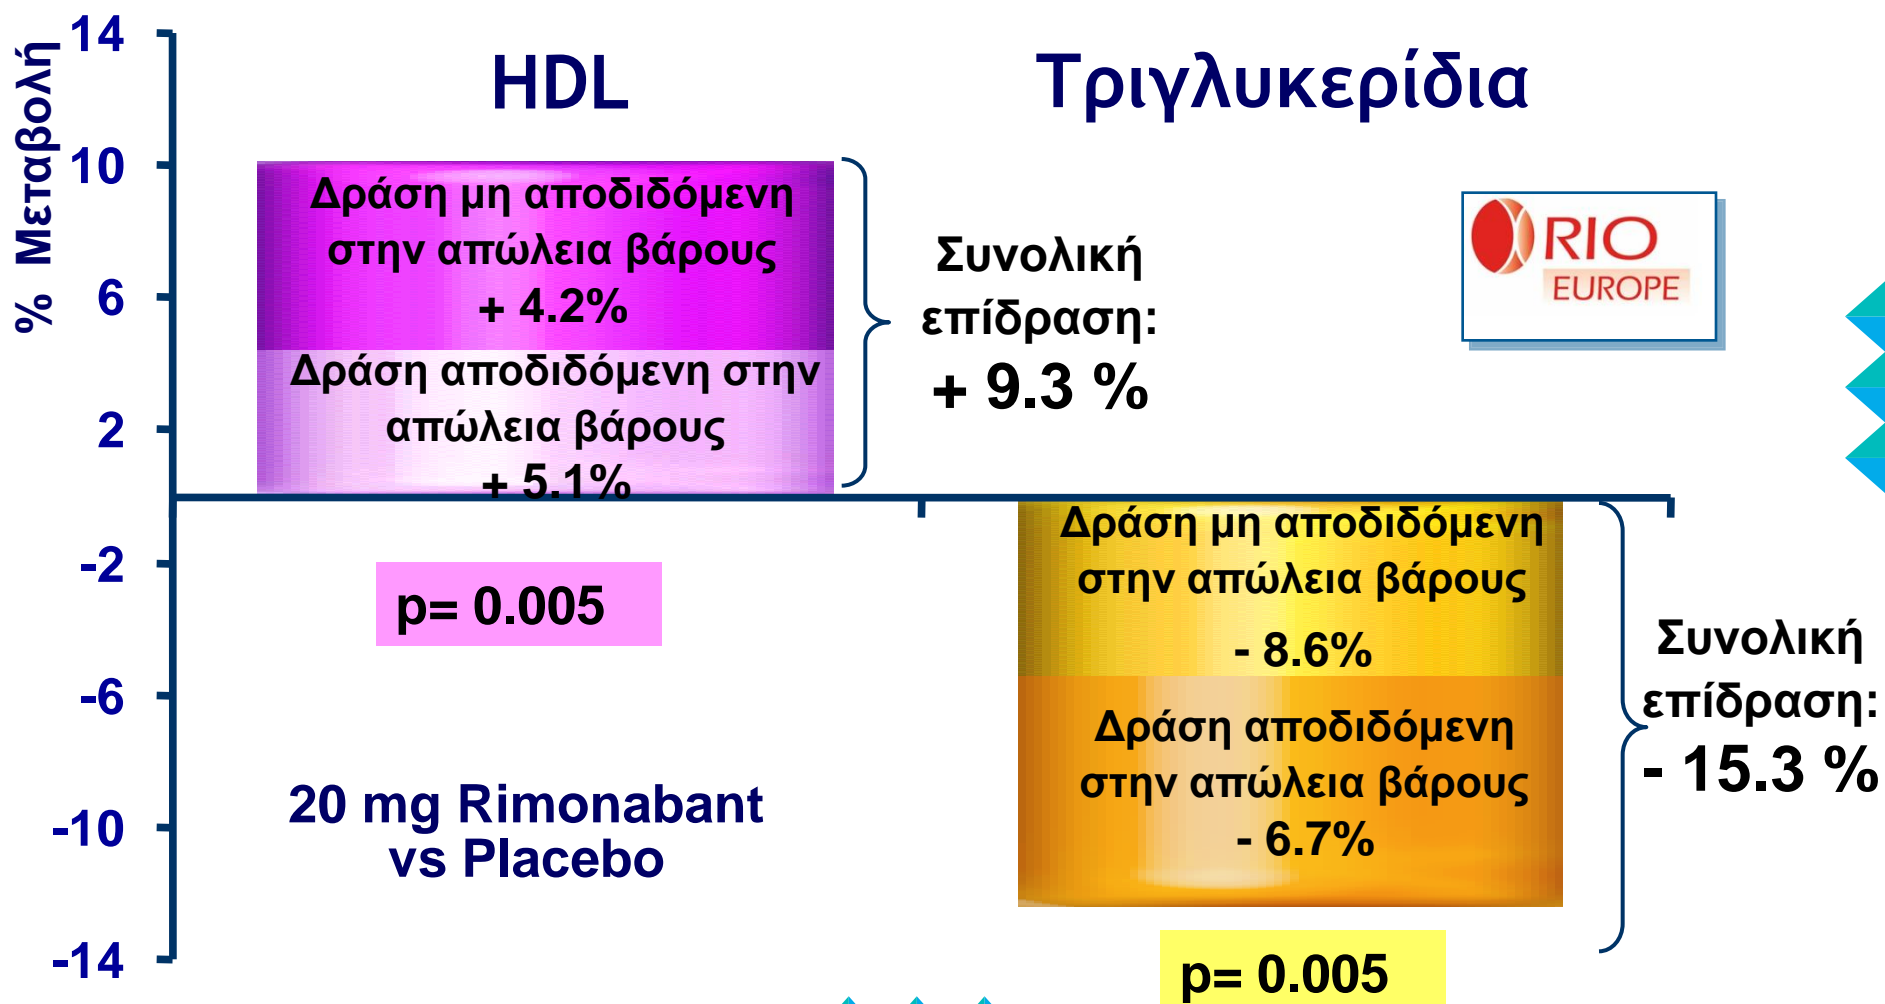 % Μεταβολή
14
10
6
2
-2
-6
-10
-14
HDL
Δράση μη αποδιδόμενη
στην απώλεια βάρους
+ 4.2%
Δράση αποδιδόμενη στην
απώλεια βάρους
+ 5.1%
Συνολική
επίδραση:
+ 9.3 %
p= 0.005
20 mg Rimonabant
vs Placebo
Τριγλυκερίδια
RIO
EUROPE
Δράση μη αποδιδόμενη
στην απώλεια βάρους
- 8.6%
Δράση αποδιδόμενη
στην απώλεια βάρους
- 6.7%
Συνολική
επίδραση:
- 15.3 %
p= 0.005